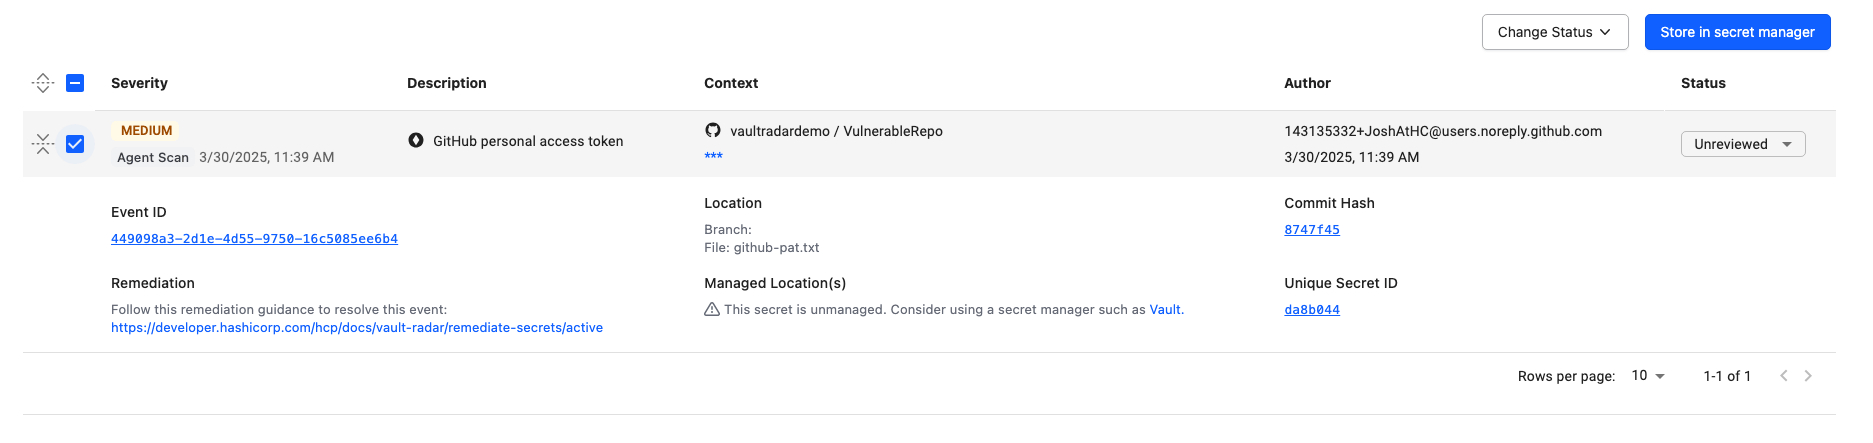 Change Status
Store in secret manager
Severity
Description
Context
Author
Status
MEDIUM
Agent Scan 3/30/2025, 11:39 AM
GitHub personal access token
vaultradardemo / VulnerableRepo
***
143135332+JoshAtHC@users.noreply.github.com
3/30/2025, 11:39 AM
Unreviewed
Event ID
449098a3-2d1e-4d55-9750-16c5085ee6b4
Location
Branch:
File: github-pat.txt
Commit Hash
8747f45
Remediation
Follow this remediation guidance to resolve this event:
https://developer.hashicorp.com/hcp/docs/vault-radar/remediate-secrets/active
Managed Location(s)
This secret is unmanaged. Consider using a secret manager such as Vault.
Unique Secret ID
da8b044
Rows per page: 10
1-1 of 1